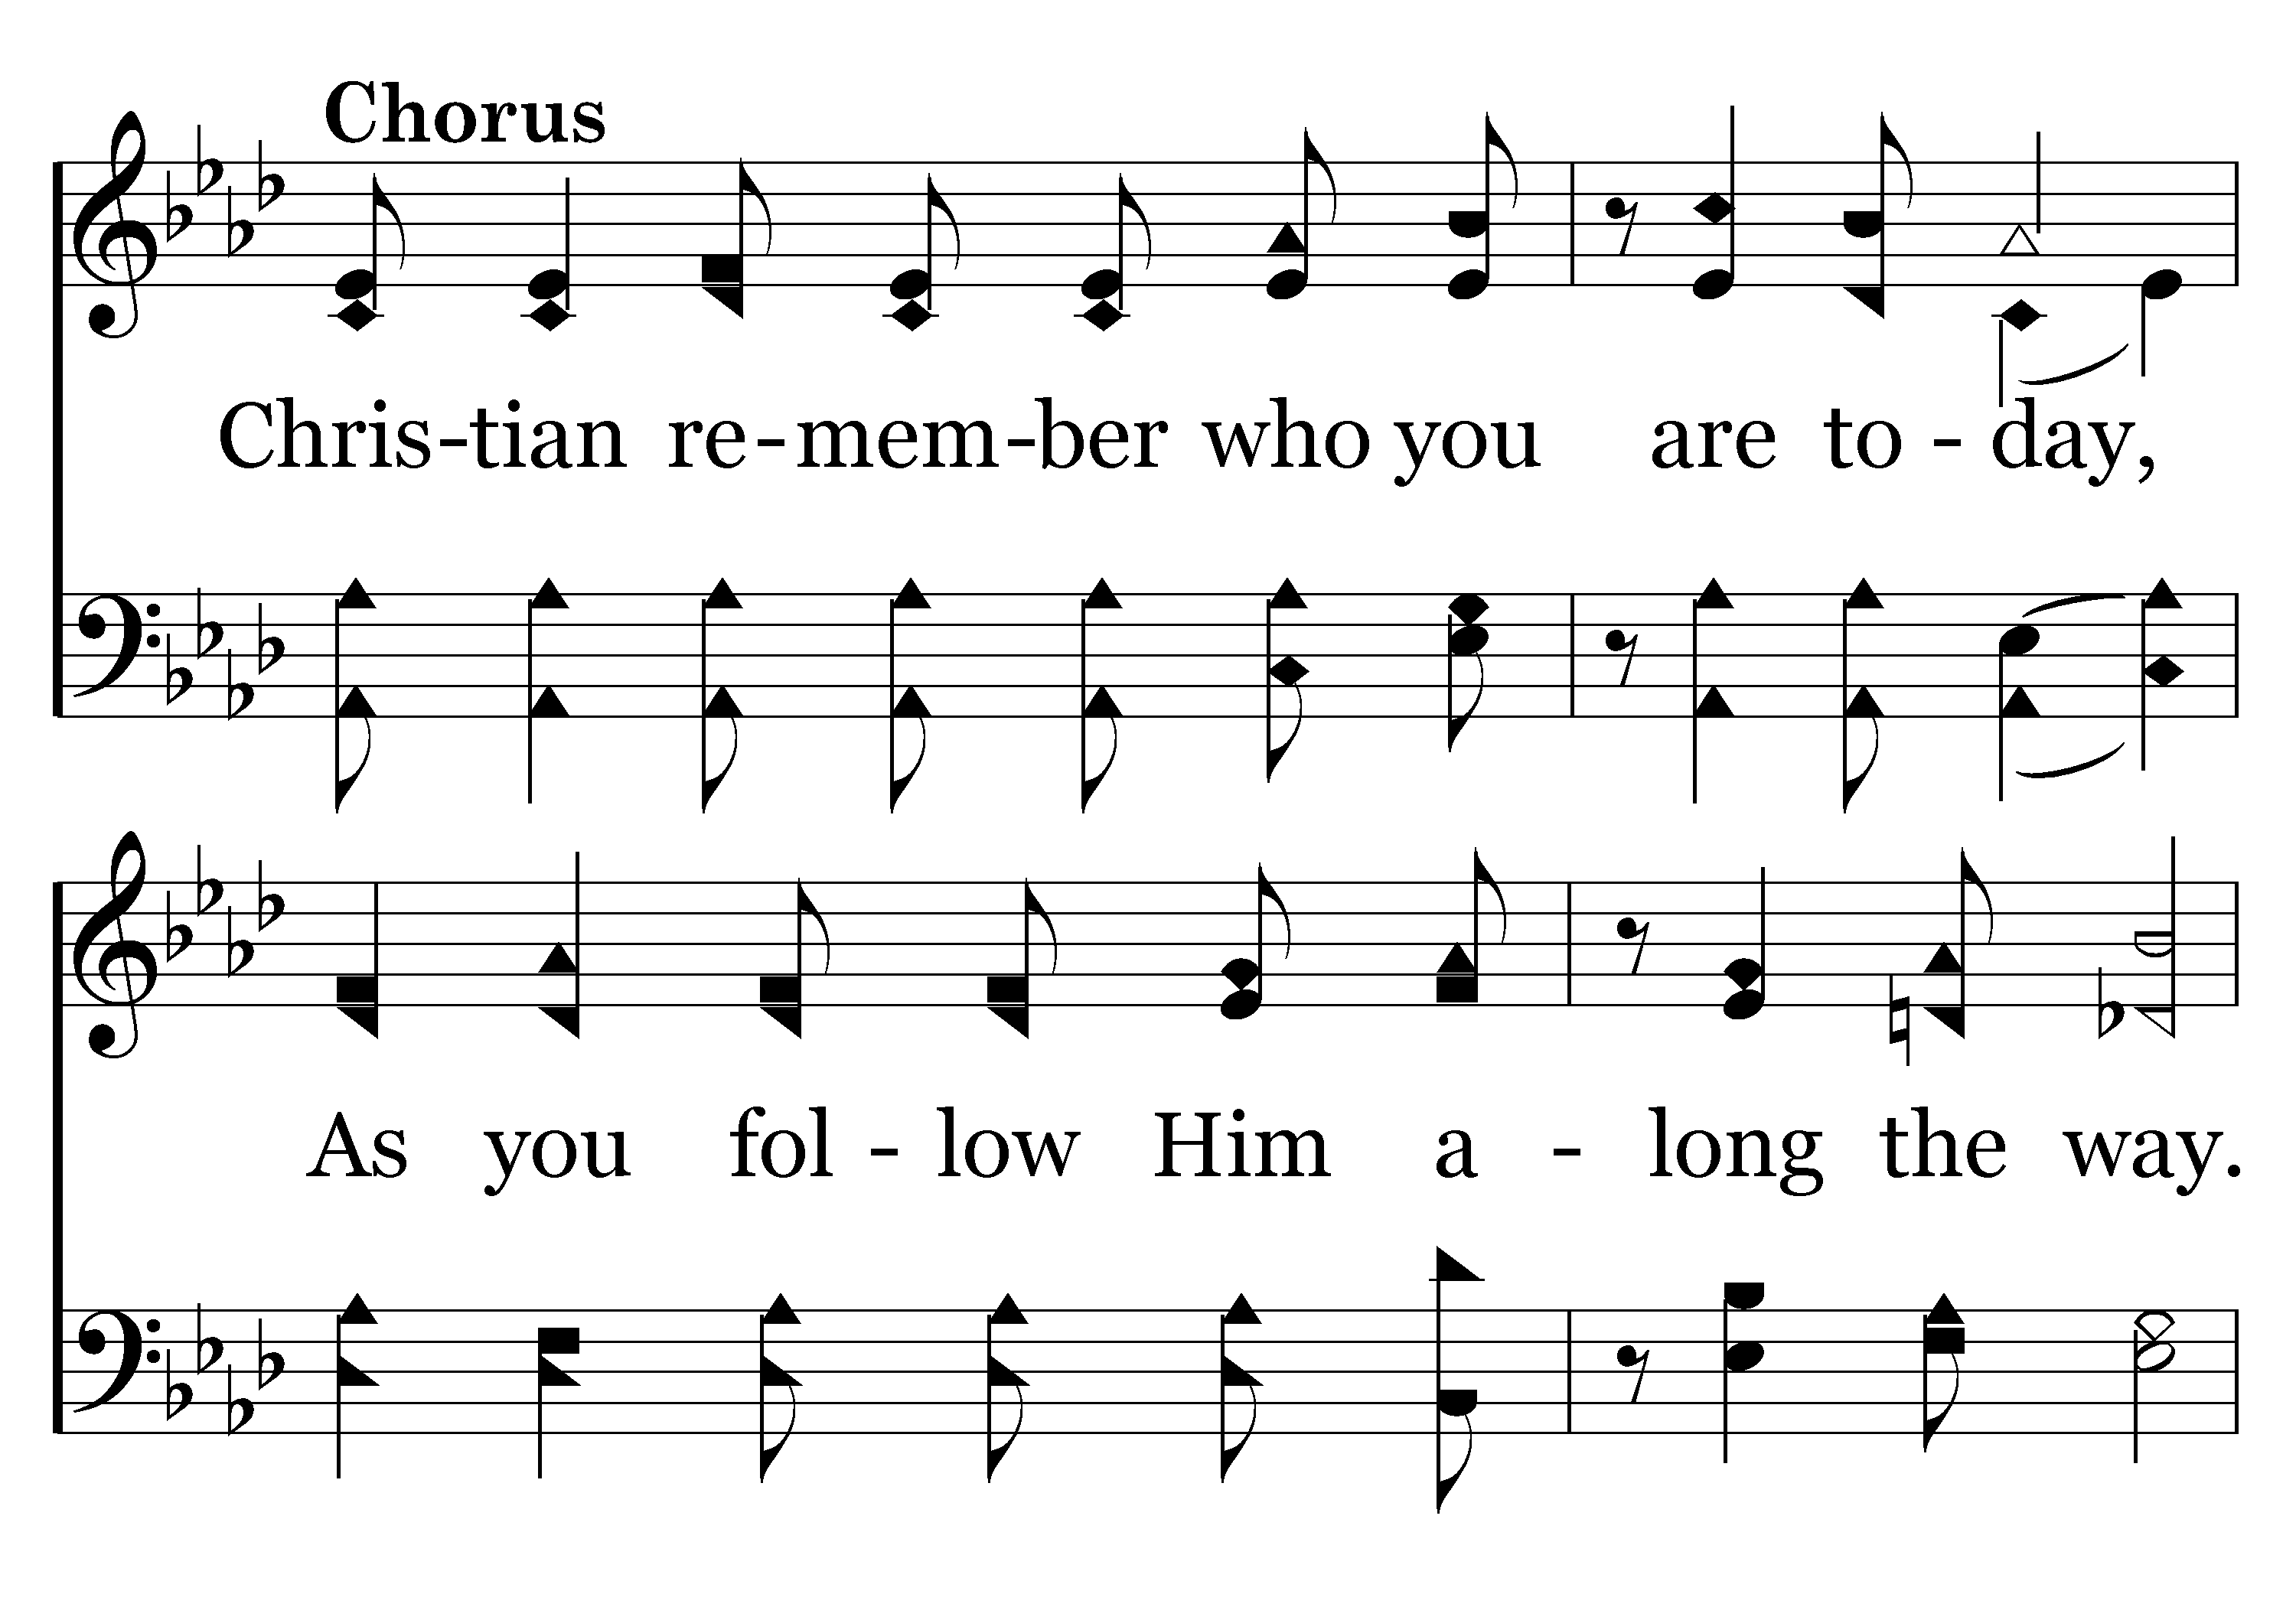 Chorus
Chris-tian re-mem-ber who you are to - day,
As you fol - low Him a - long the way.